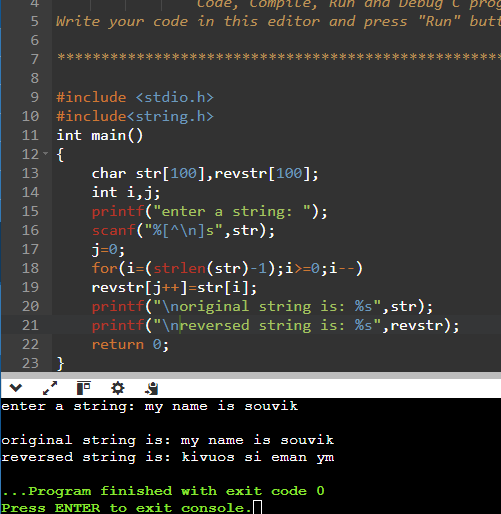 4 Code, Compile, Run and Debug C prog
5 Write your code in this editor and press "Run" butt
6
7 *******************************************************
8
9 #include <stdio.h>
10 #include<string.h>
11 int main()
12 {
13 char str[100],revstr[100];
14 int i,j;
15 printf("enter a string: ");
16 scanf("%[^\n]s",str);
17 j=0;
18 for(i=(strlen(str)-1);i>=0;i--)
19 revstr[j++]=str[i];
20 printf("\noriginal string is: %s",str);
21 printf("\nreversed string is: %s",revstr);
22 return 0;
23 }
enter a string: my name is souvik
original string is: my name is souvik
reversed string is: kivuos si eman ym
...Program finished with exit code 0
Press ENTER to exit console.